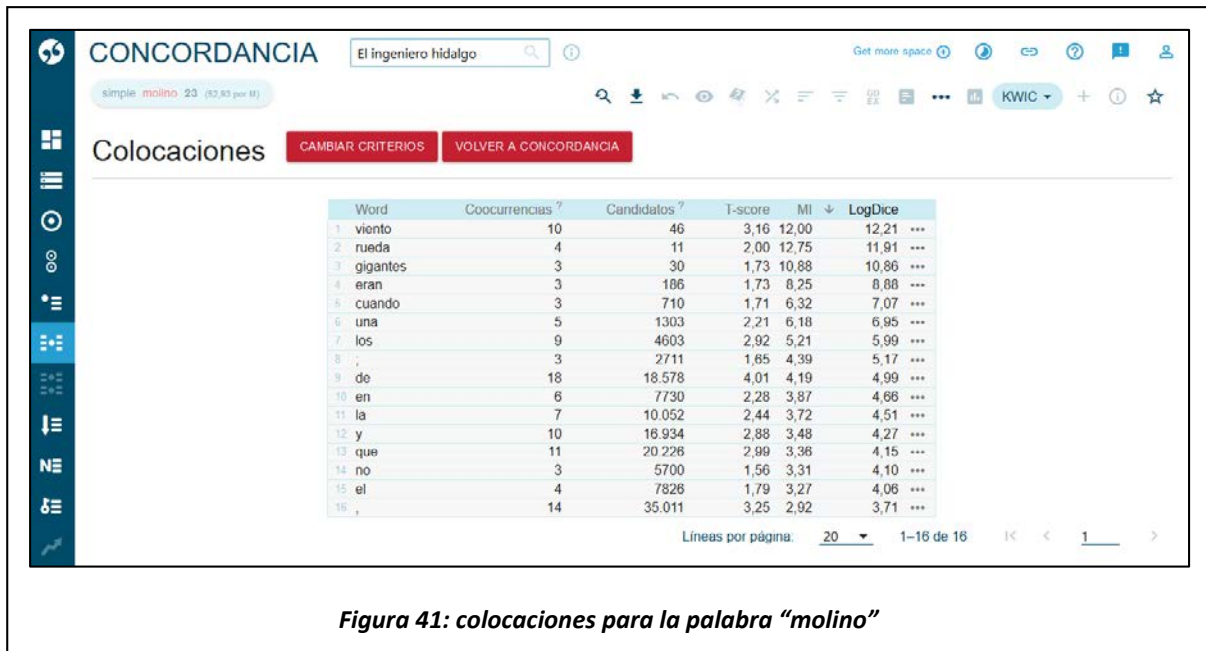 CONCORDANCIA El ingeniero hidalgo Get more space
simple molino 23 (52,93 por M) KWIC
Colocaciones CAMBIAR CRITERIOS VOLVER A CONCORDANCIA
Word Coocurrencias ? Candidatos ? T-score MI ↓ LogDice
1 viento 10 46 3,16 12,00 12,21 •••
2 rueda 4 11 2,00 12,75 11,91 •••
3 gigantes 3 30 1,73 10,88 10,86 •••
4 eran 3 186 1,73 8,25 8,88 •••
5 cuando 3 710 1,71 6,32 7,07 •••
6 una 5 1303 2,21 6,18 6,95 •••
7 los 9 4603 2,92 5,21 5,99 •••
8 ; 3 2711 1,65 4,39 5,17 •••
9 de 18 18.578 4,01 4,19 4,99 •••
10 en 6 7730 2,28 3,87 4,66 •••
11 la 7 10.052 2,44 3,72 4,51 •••
12 y 10 16.934 2,88 3,48 4,27 •••
13 que 11 20.226 2,99 3,36 4,15 •••
14 no 3 5700 1,56 3,31 4,10 •••
15 el 4 7826 1,79 3,27 4,06 •••
16 , 14 35.011 3,25 2,92 3,71 •••
Líneas por página: 20 1–16 de 16 1
Figura 41: colocaciones para la palabra “molino”